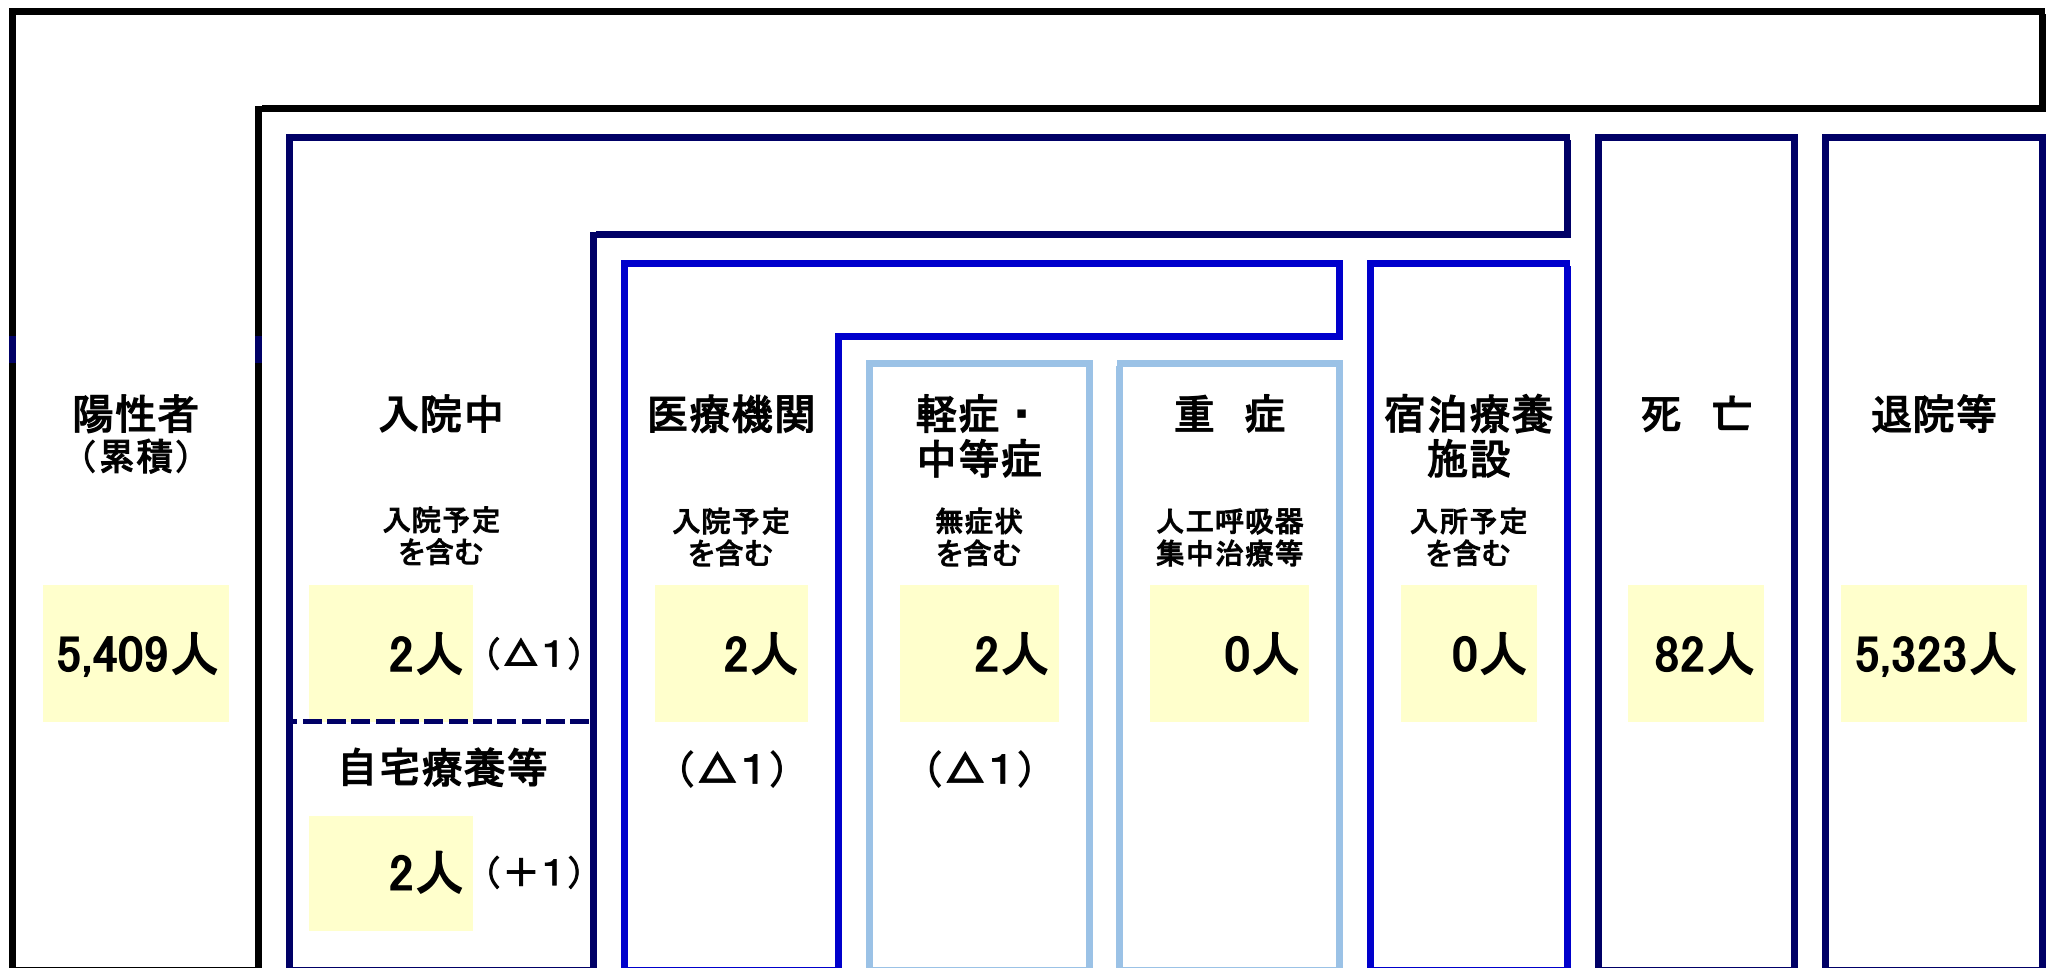 陽性者
（累積）
5,409人
入院中
入院予定
を含む
2人（△1）
自宅療養等
2人（＋1）
医療機関
入院予定
を含む
2人
（△1）
軽症・
中等症
無症状
を含む
2人
（△1）
重　症
人工呼吸器
集中治療等
0人
宿泊療養
施設
入所予定
を含む
0人
死　亡
82人
退院等
5,323人